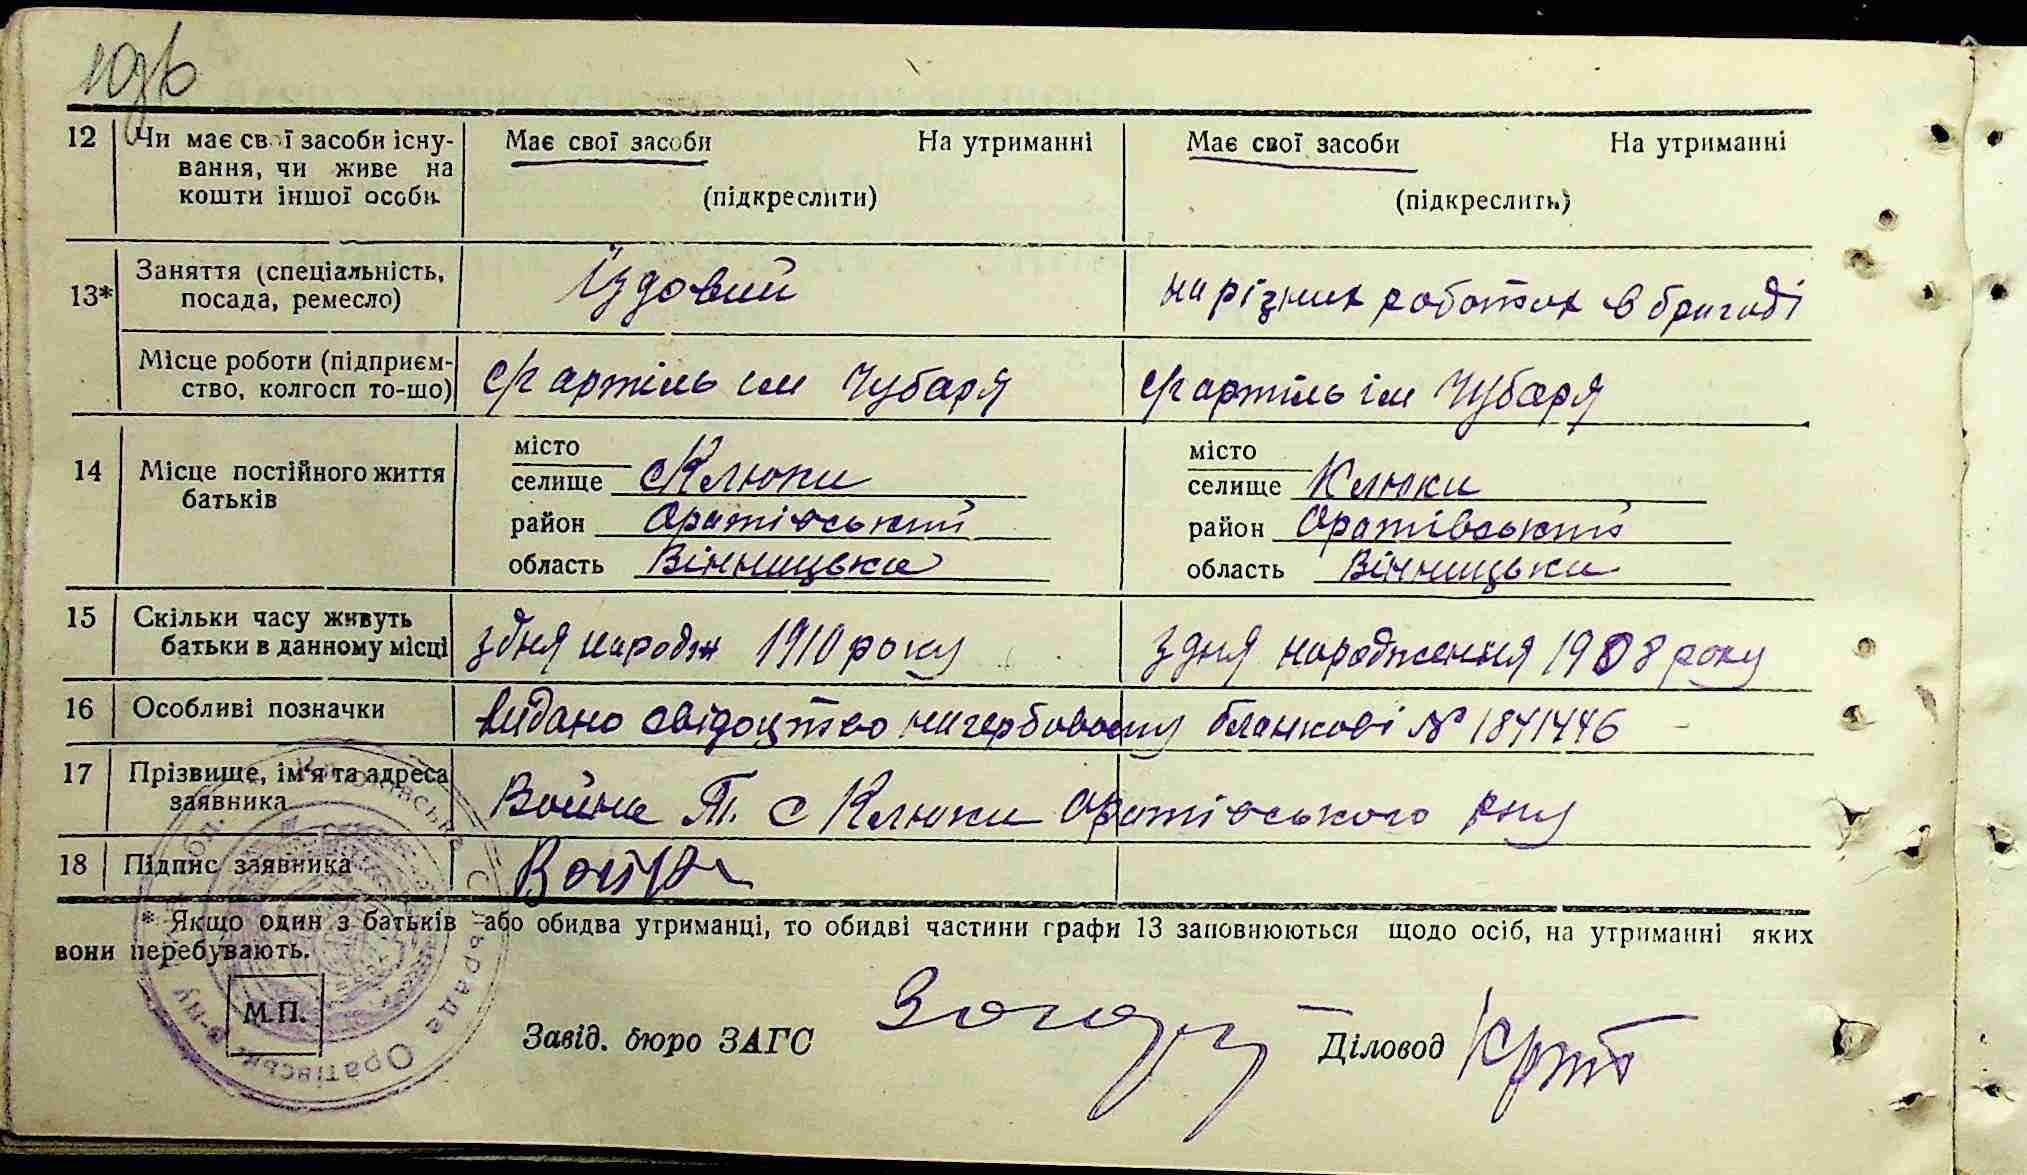 10зв
12 Чи має свої засоби існу- Має свої засоби На утриманні Має свої засоби На утриманні
вання, чи живе на
кошти іншої особи (підкреслити) (підкреслить)
13* Заняття (спеціальність, Їздовий на різних роботах в бригаді
посада, ремесло)
Місце роботи (підприєм- с/г артіль ім Чубаря с/г артіль ім Чубаря
ство, колгосп то-що)
14 Місце постійного життя місто місто
батьків селище с Клюки селище Клюки
район Оратівський район Оратівський
область Вінницька область Вінницька
15 Скільки часу живуть з дня народж 1910 року з дня народження 1908 року
батьки в данному місці
16 Особливі позначки видано свідоцтво на гербовому бланкові № 1841446
17 Прізвище, ім'я та адреса Война Т. с Клюки Оратівського р-ну
заявника
18 Підпис заявника Война
* Якщо один з батьків або обидва утриманці, то обидві частини графи 13 заповнюються щодо осіб, на утриманні яких
вони перебувають.
М.П.
Завід. бюро ЗАГС Діловод